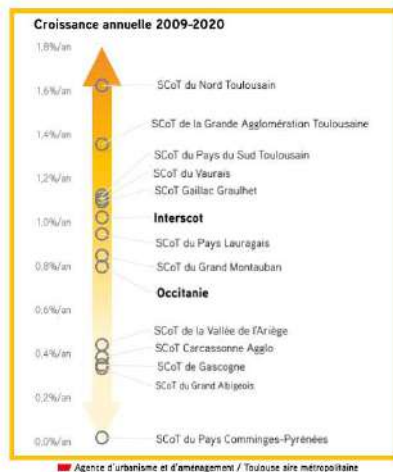 Croissance annuelle 2009-2020
1,8%/an
1,6%/an
SCoT du Nord Toulousain
SCoT de la Grande Agglomération Toulousaine
1,4%/an
SCoT du Pays du Sud Toulousain
SCoT du Vaurais
1,2%/an
SCoT Gaillac Graulhet
Interscot
1,0%/an
SCoT du Pays Lauragais
SCoT du Grand Montauban
0,8%/an
Occitanie
0,6%/an
SCoT de la Vallée de l'Ariège
SCoT Carcassonne Agglo
0,4%/an
SCoT de Gascogne
SCoT du Grand Albigeois
0,2%/an
0,0%/an
SCoT du Pays Comminges-Pyrénées
Agence d'urbanisme et d'aménagement / Toulouse aire métropolitaine